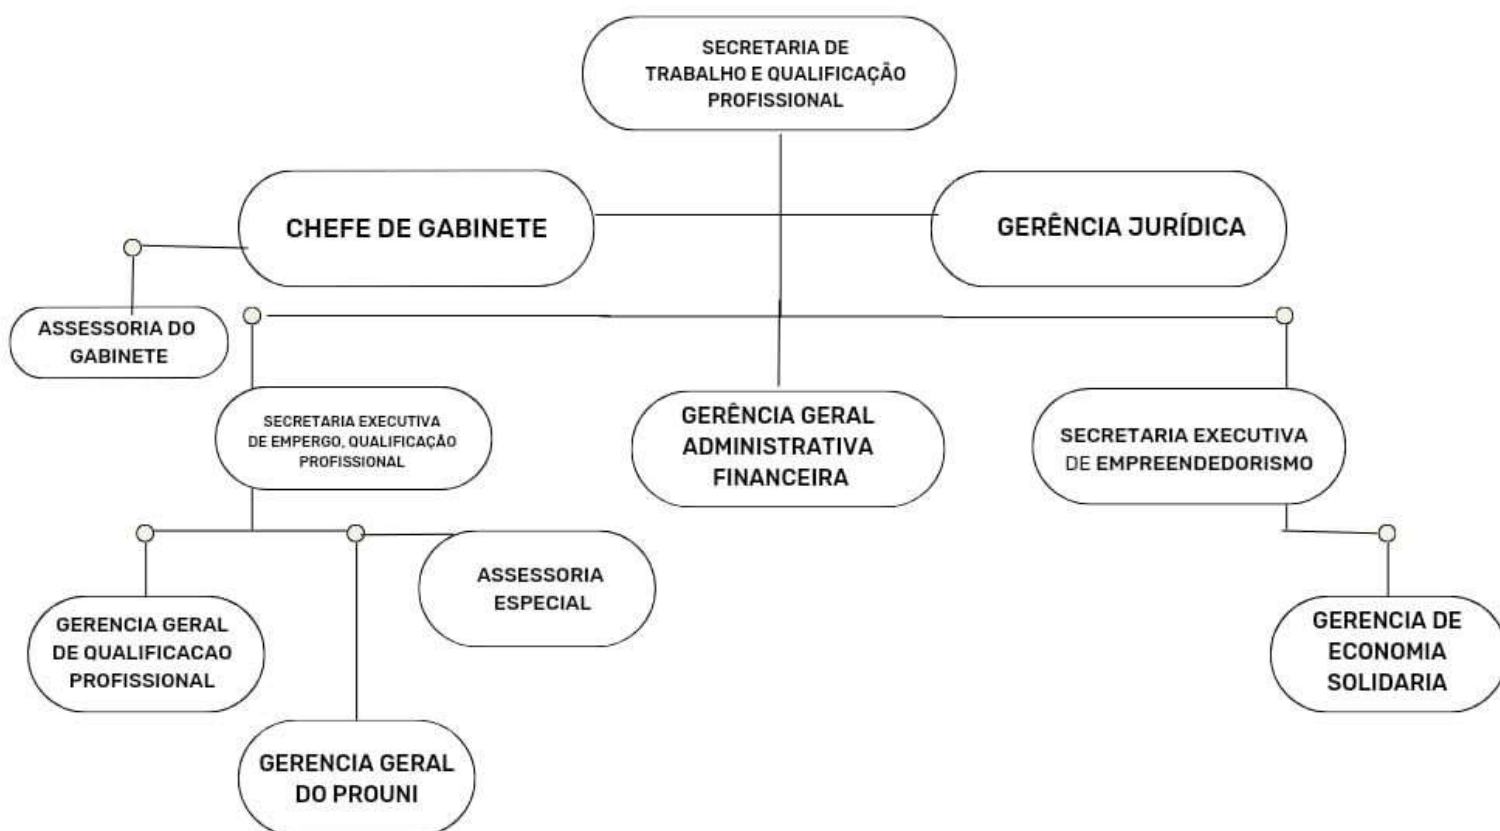 SECRETARIA DE
TRABALHO E QUALIFICAÇÃO
PROFISSIONAL
CHEFE DE GABINETE
GERÊNCIA JURÍDICA
ASSESSORIA DO
GABINETE
SECRETARIA EXECUTIVA
DE EMPERGO, QUALIFICAÇÃO
PROFISSIONAL
GERÊNCIA GERAL
ADMINISTRATIVA
FINANCEIRA
SECRETARIA EXECUTIVA
DE EMPREENDEDORISMO
ASSESSORIA
ESPECIAL
GERENCIA GERAL
DE QUALIFICACAO
PROFISSIONAL
GERENCIA DE
ECONOMIA
SOLIDARIA
GERENCIA GERAL
DO PROUNI